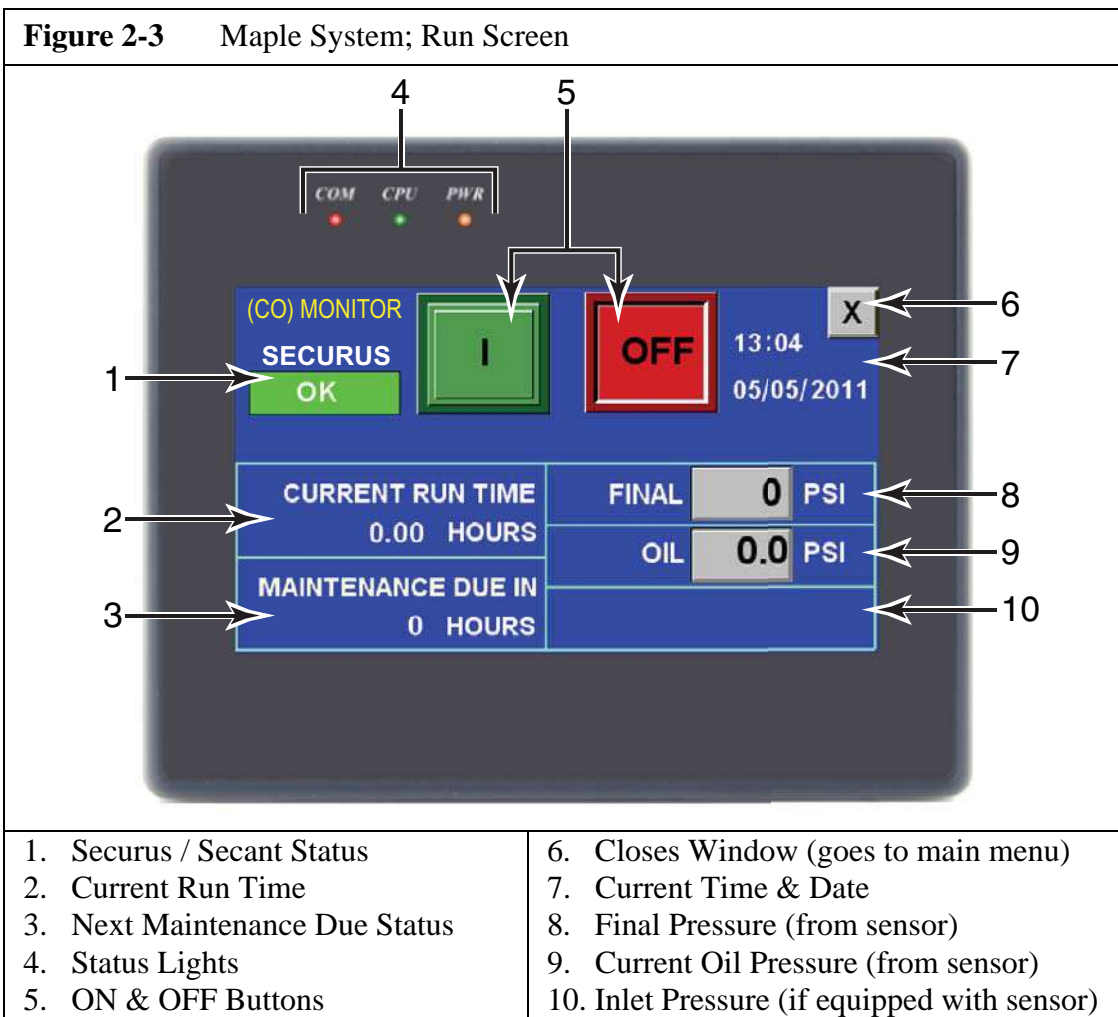 Figure 2-3 Maple System; Run Screen
4 5
COM CPU PWR
(CO) MONITOR
SECURUS
OK
I
OFF
X
13:04
05/05/2011
6
7
1
CURRENT RUN TIME
0.00 HOURS
2
FINAL 0 PSI
8
OIL 0.0 PSI
9
MAINTENANCE DUE IN
0 HOURS
3
10
1. Securus / Secant Status
2. Current Run Time
3. Next Maintenance Due Status
4. Status Lights
5. ON & OFF Buttons
6. Closes Window (goes to main menu)
7. Current Time & Date
8. Final Pressure (from sensor)
9. Current Oil Pressure (from sensor)
10. Inlet Pressure (if equipped with sensor)